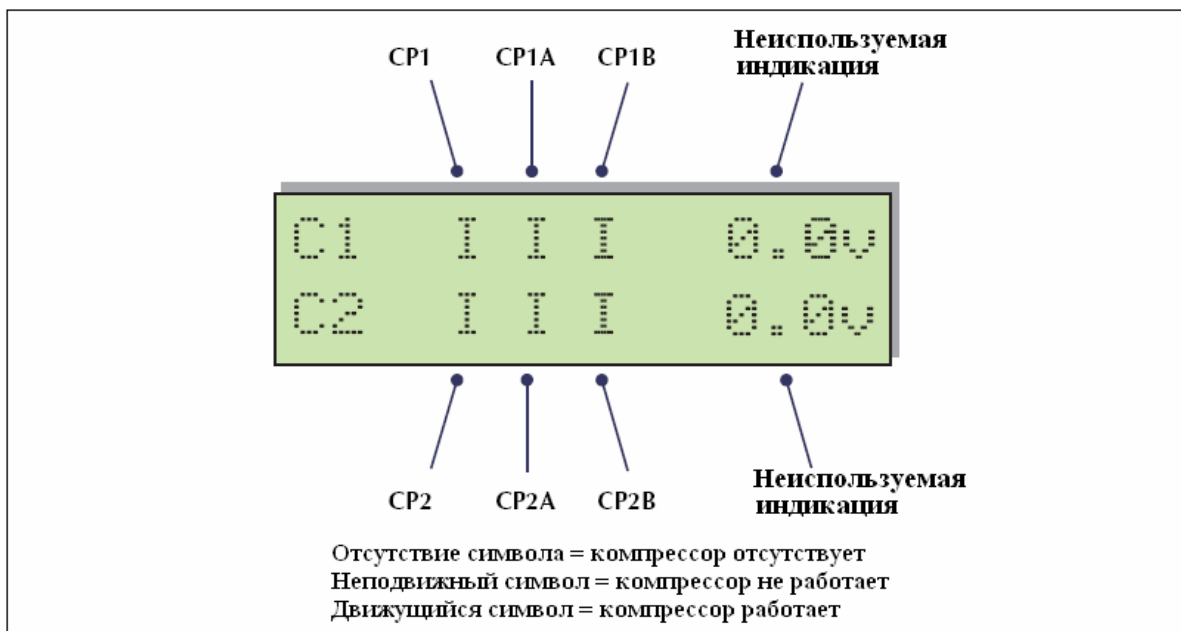 CP1 CP1A CP1B Неиспользуемая
индикация
C1 I I I 0.0v
C2 I I I 0.0v
CP2 CP2A CP2B Неиспользуемая
индикация
Отсутствие символа = компрессор отсутствует
Неподвижный символ = компрессор не работает
Движущийся символ = компрессор работает